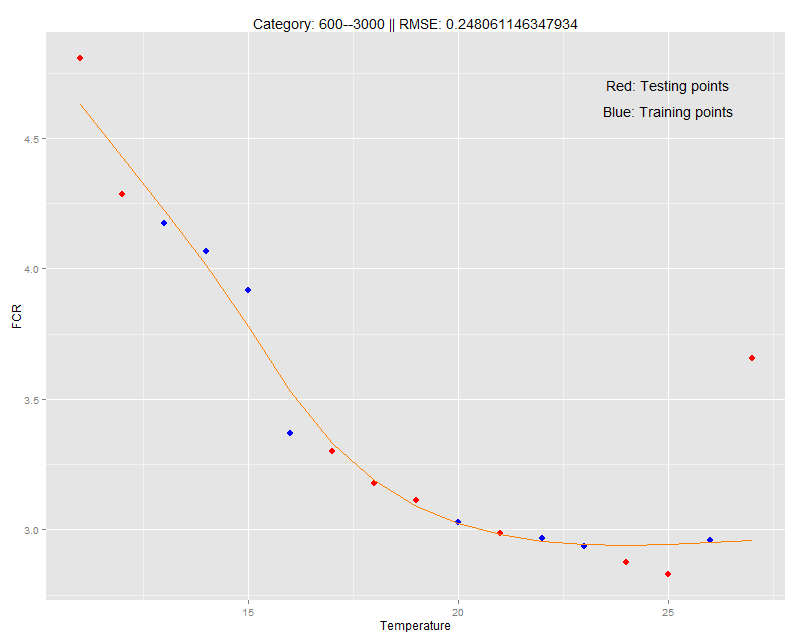 Category: 600--3000 || RMSE: 0.248061146347934
Red: Testing points
Blue: Training points
4.5
4.0
3.5
3.0
FCR
15 20 25
Temperature